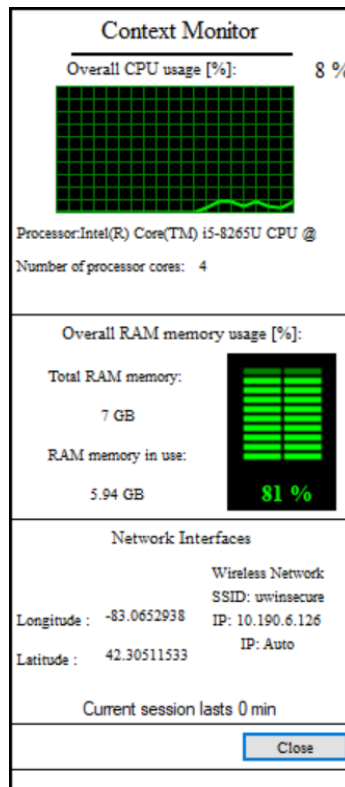 Context Monitor
Overall CPU usage [%]: 8 %
Processor:Intel(R) Core(TM) i5-8265U CPU @
Number of processor cores: 4
Overall RAM memory usage [%]:
Total RAM memory:
7 GB
RAM memory in use:
5.94 GB
81 %
Network Interfaces
Wireless Network
SSID: uwinsecure
Longitude : -83.0652938 IP: 10.190.6.126
IP: Auto
Latitude : 42.30511533
Current session lasts 0 min
Close